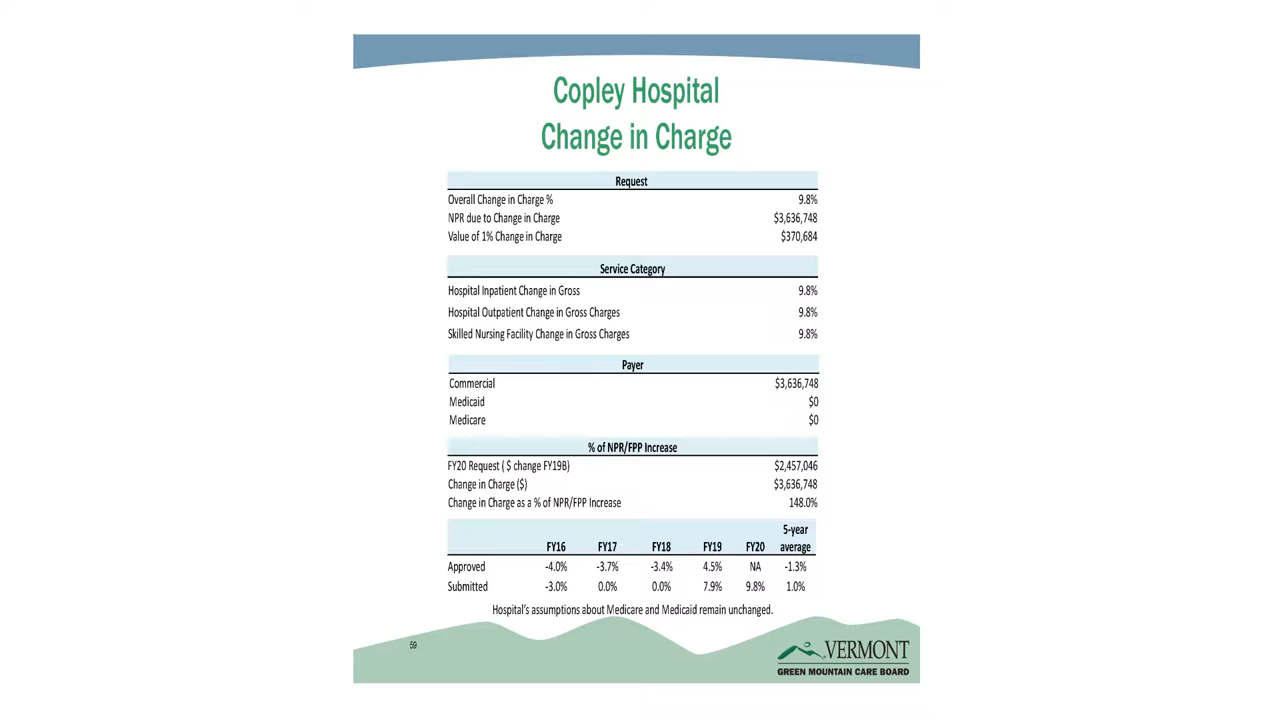 Copley Hospital
Change in Charge
Request
Overall Change in Charge % 9.8%
NPR due to Change in Charge $3,636,748
Value of 1% Change in Charge $370,684
Service Category
Hospital Inpatient Change in Gross 9.8%
Hospital Outpatient Change in Gross Charges 9.8%
Skilled Nursing Facility Change in Gross Charges 9.8%
Payer
Commercial $3,636,748
Medicaid $0
Medicare $0
% of NPR/FPP Increase
FY20 Request ( $ change FY19B) $2,457,046
Change in Charge ($) $3,636,748
Change in Charge as a % of NPR/FPP Increase 148.0%
5-year
FY16 FY17 FY18 FY19 FY20 average
Approved -4.0% -3.7% -3.4% 4.5% NA -1.3%
Submitted -3.0% 0.0% 0.0% 7.9% 9.8% 1.0%
Hospital's assumptions about Medicare and Medicaid remain unchanged.
59
VERMONT
GREEN MOUNTAIN CARE BOARD